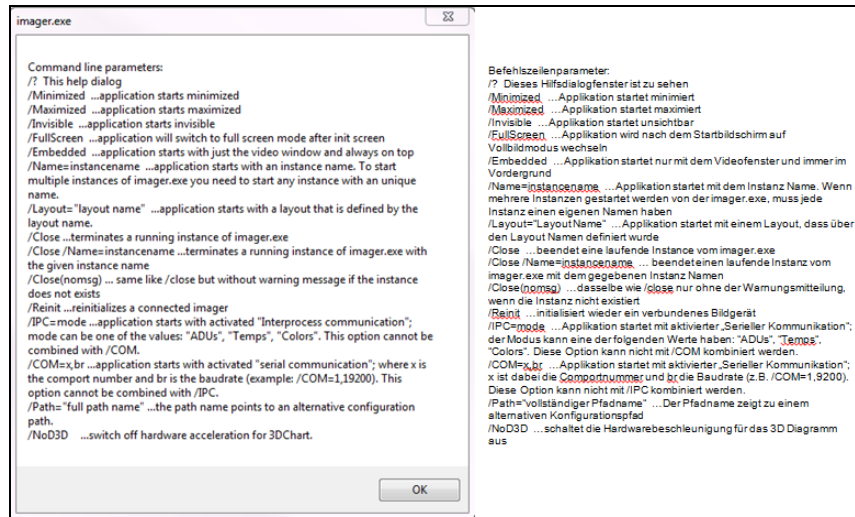 imager.exe
Command line parameters:
/? This help dialog
/Minimized ...application starts minimized
/Maximized ...application starts maximized
/Invisible ...application starts invisible
/FullScreen ...application will switch to full screen mode after init screen
/Embedded ...application starts with just the video window and always on top
/Name=instancename ...application starts with an instance name. To start
multiple instances of imager.exe you need to start any instance with an unique
name.
/Layout="layout name" ...application starts with a layout that is defined by the
layout name.
/Close ...terminates a running instance of imager.exe
/Close /Name=instancename ...terminates a running instance of imager.exe with
the given instance name
/Close(nomsg) ... same like /close but without warning message if the instance
does not exists
/Reinit ...reinitializes a connected imager
/IPC=mode ...application starts with activated "Interprocess communication";
mode can be one of the values: "ADUs", "Temps", "Colors". This option cannot be
combined with /COM.
/COM=x,br ...application starts with activated "serial communication"; where x is
the comport number and br is the baudrate (example: /COM=1,19200). This
option cannot be combined with /IPC.
/Path="full path name" ...the path name points to an alternative configuration
path.
/NoD3D ...switch off hardware acceleration for 3DChart.
OK
Befehlszeilenparameter:
/? Dieses Hilfsdialogfenster ist zu sehen
/Minimized ...Applikation startet minimiert
/Maximized ...Applikation startet maximiert
/Invisible ...Applikation startet unsichtbar
/FullScreen ...Applikation wird nach dem Startbildschirm auf
Vollbildmodus wechseln
/Embedded ...Applikation startet nur mit dem Videofenster und immer im
Vordergrund
/Name=instancename ...Applikation startet mit dem Instanz Name. Wenn
mehrere Instanzen gestartet werden von der imager.exe, muss jede
Instanz einen eigenen Namen haben
/Layout="Layout Name" ...Applikation startet mit einem Layout, dass über
den Layout Namen definiert wurde
/Close ...beendet eine laufende Instance vom imager.exe
/Close /Name=instancename ... beendet einen laufende Instanz vom
imager.exe mit dem gegebenen Instanz Namen
/Close(nomsg) ...dasselbe wie /close nur ohne der Warnungsmitteilung,
wenn die Instanz nicht existiert
/Reinit ...initialisiert wieder ein verbundenes Bildgerät
/IPC=mode ...Applikation startet mit aktivierter „Serieller Kommunikation";
der Modus kann eine der folgenden Werte haben: "ADUs", "Temps",
"Colors". Diese Option kann nicht mit /COM kombiniert werden.
/COM=x,br ...Applikation startet mit aktivierter „Serieller Kommunikation";
x ist dabei die Comportnummer und br die Baudrate (z.B. /COM=1,9200).
Diese Option kann nicht mit /IPC kombiniert werden.
/Path="vollständiger Pfadname" ...Der Pfadname zeigt zu einem
alternativen Konfigurationspfad
/NoD3D ...schaltet die Hardwarebeschleunigung für das 3D Diagramm
aus